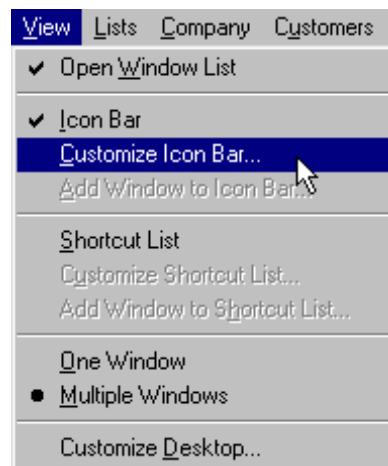 View Lists Company Customers
Open Window List
Icon Bar
Customize Icon Bar...
Add Window to Icon Bar...
Shortcut List
Customize Shortcut List...
Add Window to Shortcut List...
One Window
Multiple Windows
Customize Desktop...